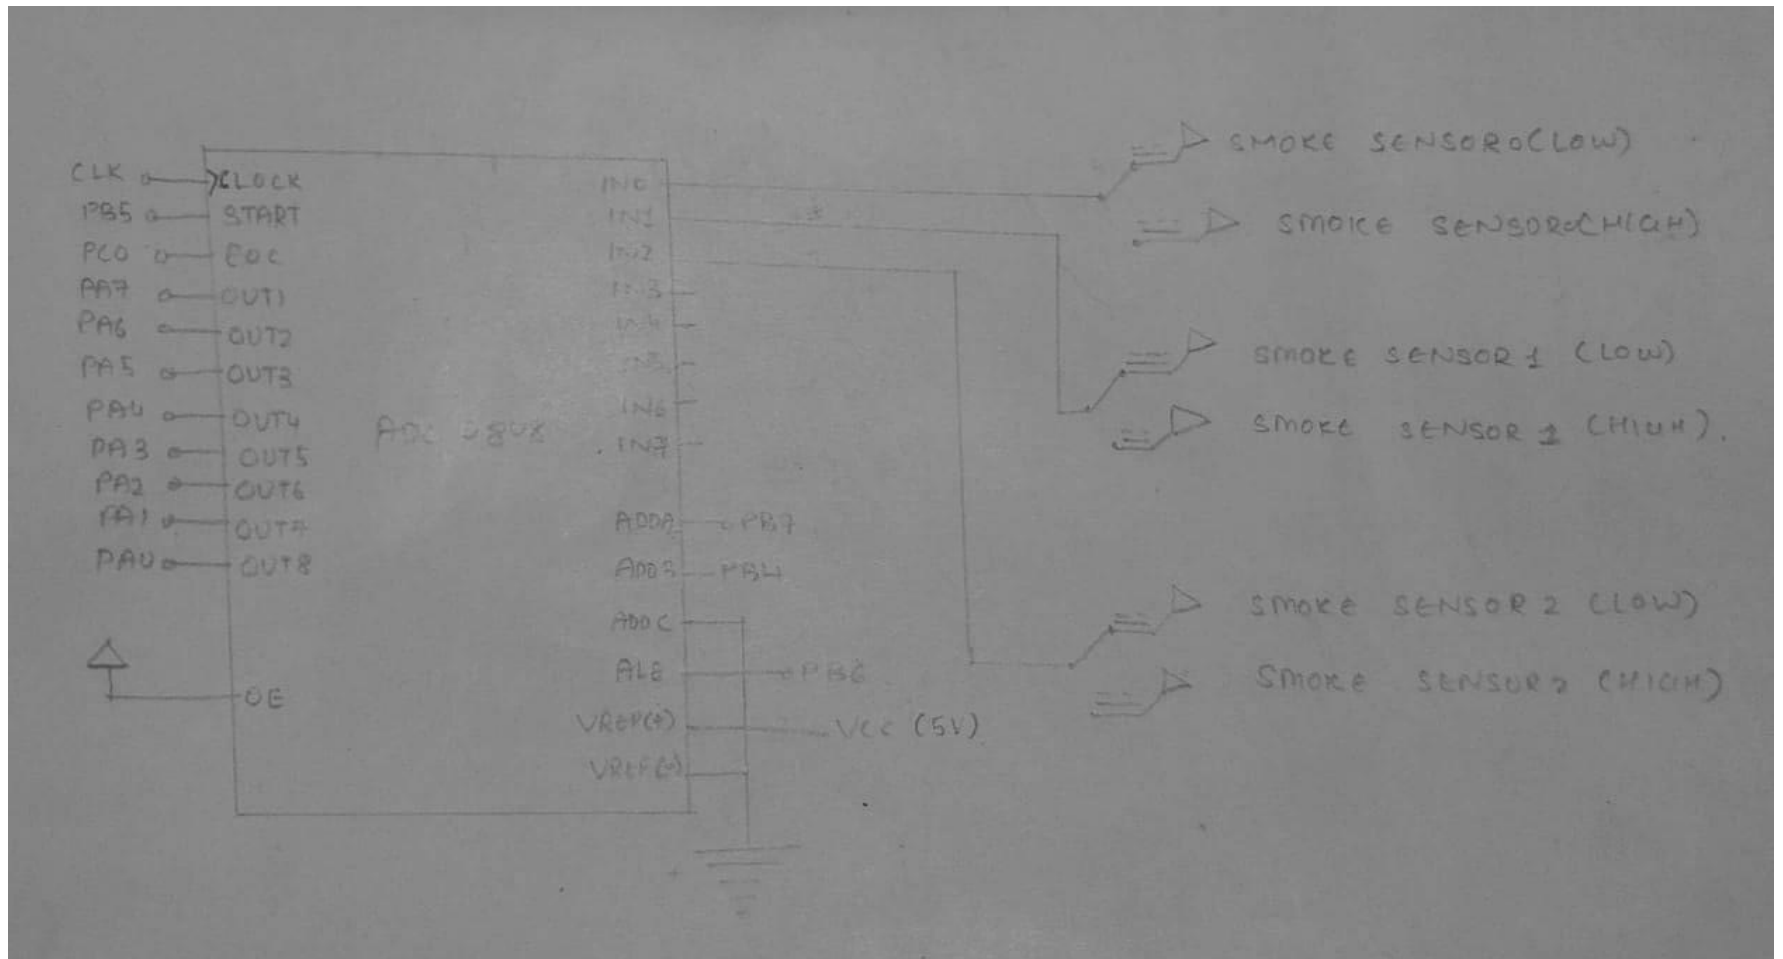 CLK
CLOCK
PB5
START
PC0
EOC
PA7
OUT1
PA6
OUT2
PA5
OUT3
PA4
OUT4
PA3
OUT5
PA2
OUT6
PA1
OUT7
PA0
OUT8
OE
ADC 0808
IN0
IN1
IN2
IN3
IN4
IN5
IN6
IN7
ADDA
PB7
ADDB
PB4
ADDC
ALE
PB6
VREF(+)
VCC (5V)
VREF(-)
SMOKE SENSOR0(LOW)
SMOKE SENSOR0(HIGH)
SMOKE SENSOR 1 (LOW)
SMOKE SENSOR 1 (HIGH).
SMOKE SENSOR 2 (LOW)
SMOKE SENSOR 2 (HIGH)